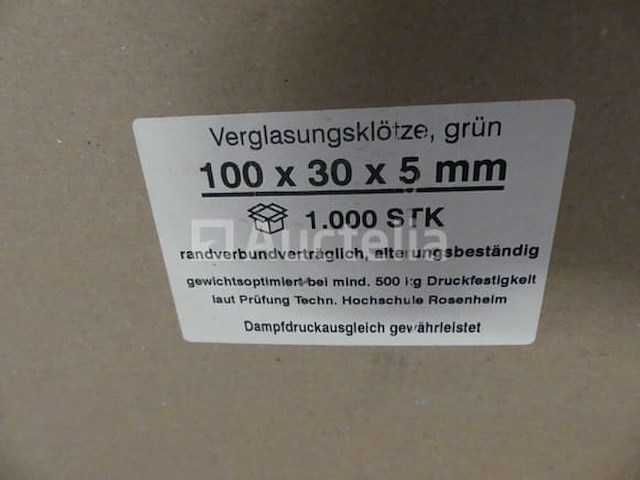 Verglasungsklötze, grün
100 x 30 x 5 mm
1.000 STK
Auctelia
randverbundverträglich, alterungsbeständig
gewichtsoptimiert bei mind. 500 kg Druckfestigkeit
laut Prüfung Techn. Hochschule Rosenheim
Dampfdruckausgleich gewährleistet